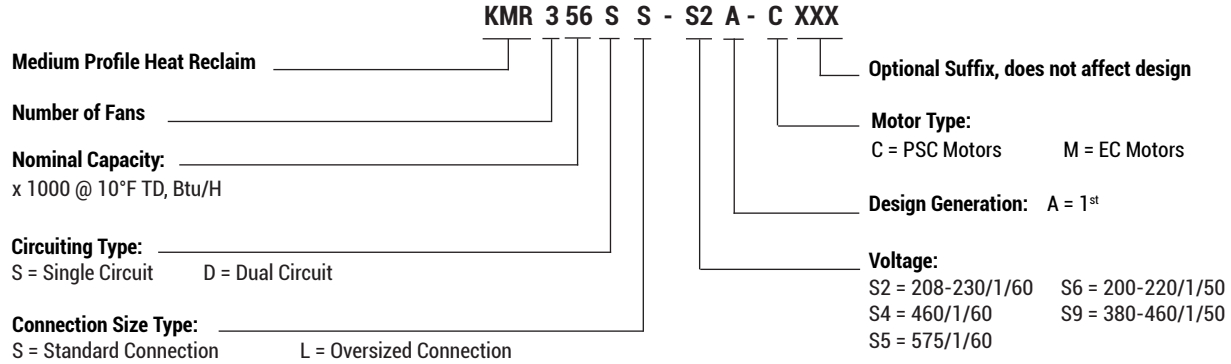 KMR 3 56 S S - S2 A - C XXX
Medium Profile Heat Reclaim
Number of Fans
Nominal Capacity:
x 1000 @ 10°F TD, Btu/H
Circuiting Type:
S = Single Circuit D = Dual Circuit
Connection Size Type:
S = Standard Connection L = Oversized Connection
Optional Suffix, does not affect design
Motor Type:
C = PSC Motors M = EC Motors
Design Generation: A = 1st
Voltage:
S2 = 208-230/1/60 S6 = 200-220/1/50
S4 = 460/1/60 S9 = 380-460/1/50
S5 = 575/1/60